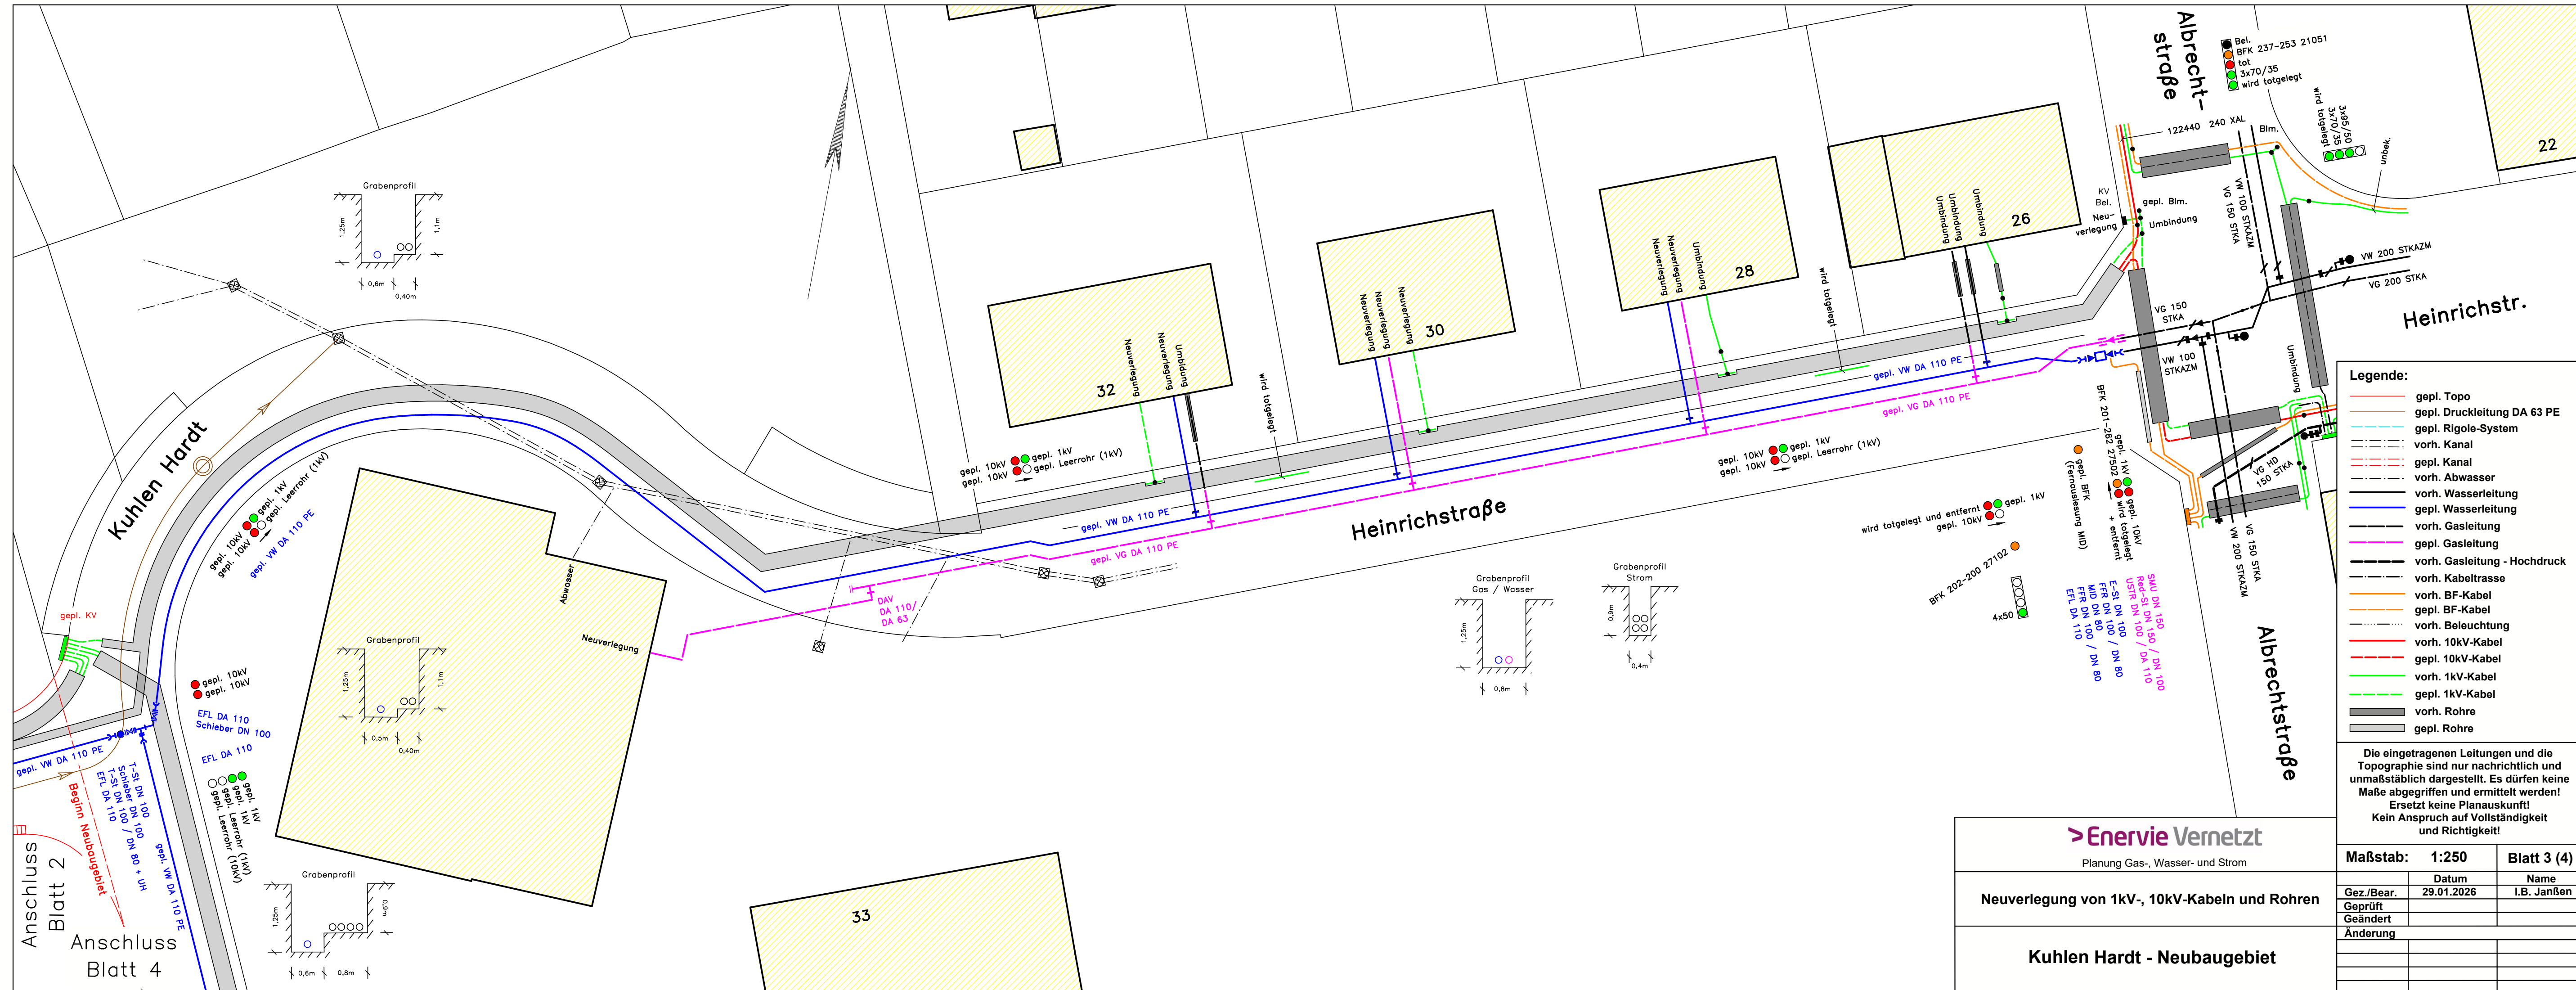 Grabenprofil
1,25m
1,1m
0,6m
0,40m
Kuhlen Hardt
gepl. 10kV
gepl. 10kV
gepl. 1kV
gepl. Leerrohr (1kV)
gepl. VW DA 110 PE
gepl. KV
gepl. 10kV
gepl. 10kV
EFL DA 110
Schieber DN 100
EFL DA 110
gepl. VW DA 110 PE
T-St DN 100
Schieber DN 100
T-St DN 100 / DN 80 + UH
EFL DA 110
gepl. VW DA 110 PE
Beginn Neubaugebiet
gepl. 1kV
gepl. 1kV
gepl. Leerrohr (1kV)
gepl. Leerrohr (10kV)
Anschluss
Blatt 2
Anschluss
Blatt 4
Grabenprofil
1,25m
0,9m
0,6m
0,8m
Grabenprofil
1,25m
1,1m
0,5m
0,40m
Abwasser
Neuverlegung
DAV
DA 110/
DA 63
33
32
Neuverlegung
Neuverlegung
Umbidung
gepl. 10kV
gepl. 10kV
gepl. 1kV
gepl. Leerrohr (1kV)
gepl. VW DA 110 PE
gepl. VG DA 110 PE
wird totgelegt
30
Neuverlegung
Neuverlegung
Neuverlegung
Heinrichstraße
28
Neuverlegung
Neuverlegung
Umbindung
gepl. 10kV
gepl. 10kV
gepl. 1kV
gepl. Leerrohr (1kV)
wird totgelegt
26
Umbindung
Umbindung
Umbindung
gepl. VW DA 110 PE
gepl. VG DA 110 PE
Grabenprofil
Gas / Wasser
1,25m
0,8m
Grabenprofil
Strom
0,9m
0,4m
wird totgelegt und entfernt
gepl. 10kV
gepl. 1kV
BFK 202-200 27102
4x50
gepl. BFK
(Fernauslesung MID)
BFK 201-262 27502
gepl. 1kV
gepl. 10kV
wird totgelegt
+ entfernt
SMU DN 150
Red-St DN 150 / DN 100
USTR DN 100 / DA 110
E-St DN 100
FFR DN 100 / DN 80
MID DN 80
FFR DN 100 / DN 80
EFL DA 110
Albrecht-
straße
Bel.
BFK 237-253 21051
tot
3x70/35
wird totgelegt
3x95/50
3x70/35
wird totgelegt
unbek.
122440 240 XAL
Blm.
22
KV
Bel.
Neu-
verlegung
gepl. Blm.
Umbindung
VW 100 STKAZM
VG 150 STKA
VW 200 STKAZM
VG 200 STKA
Heinrichstr.
VG 150
STKA
VW 100
STKAZM
Umbindung
VG HD
150 STKA
VG 150 STKA
VW 200 STKAZM
Albrechtstraße
Legende:
gepl. Topo
gepl. Druckleitung DA 63 PE
gepl. Rigole-System
vorh. Kanal
gepl. Kanal
vorh. Abwasser
vorh. Wasserleitung
gepl. Wasserleitung
vorh. Gasleitung
gepl. Gasleitung
vorh. Gasleitung - Hochdruck
vorh. Kabeltrasse
vorh. BF-Kabel
gepl. BF-Kabel
vorh. Beleuchtung
vorh. 10kV-Kabel
gepl. 10kV-Kabel
vorh. 1kV-Kabel
gepl. 1kV-Kabel
vorh. Rohre
gepl. Rohre
Die eingetragenen Leitungen und die
Topographie sind nur nachrichtlich und
unmaßstäblich dargestellt. Es dürfen keine
Maße abgegriffen und ermittelt werden!
Ersetzt keine Planauskunft!
Kein Anspruch auf Vollständigkeit
und Richtigkeit!
>Enervie Vernetzt
Planung Gas-, Wasser- und Strom
Neuverlegung von 1kV-, 10kV-Kabeln und Rohren
Kuhlen Hardt - Neubaugebiet
Maßstab: 1:250 Blatt 3 (4)
Datum Name
Gez./Bear. 29.01.2026 I.B. Janßen
Geprüft
Geändert
Änderung